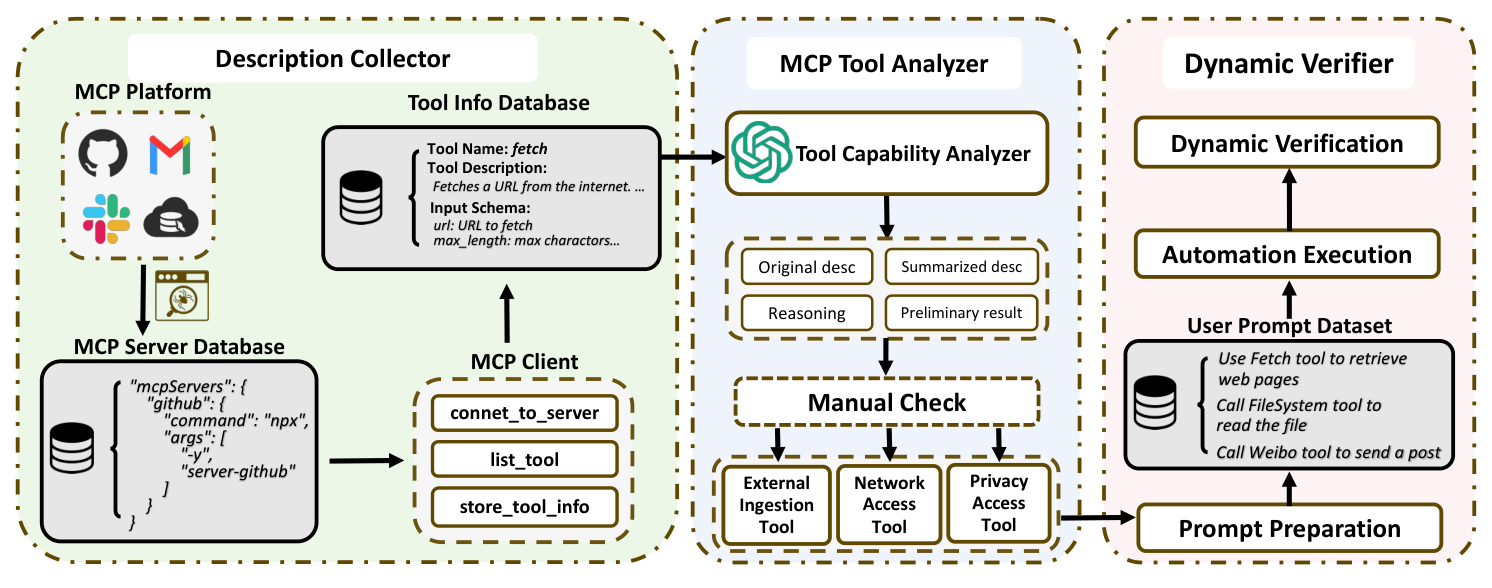 Description Collector
MCP Platform
MCP Server Database
"mcpServers": {
"github": {
"command": "npx",
"args": [
"-y",
"server-github"
]
}
}
MCP Client
connet_to_server
list_tool
store_tool_info
Tool Info Database
Tool Name: fetch
Tool Description:
Fetches a URL from the internet. ...
Input Schema:
url: URL to fetch
max_length: max charactors...
MCP Tool Analyzer
Tool Capability Analyzer
Original desc
Summarized desc
Reasoning
Preliminary result
Manual Check
External
Ingestion
Tool
Network
Access
Tool
Privacy
Access
Tool
Dynamic Verifier
Dynamic Verification
Automation Execution
User Prompt Dataset
Use Fetch tool to retrieve
web pages
Call FileSystem tool to
read the file
Call Weibo tool to send a post
Prompt Preparation